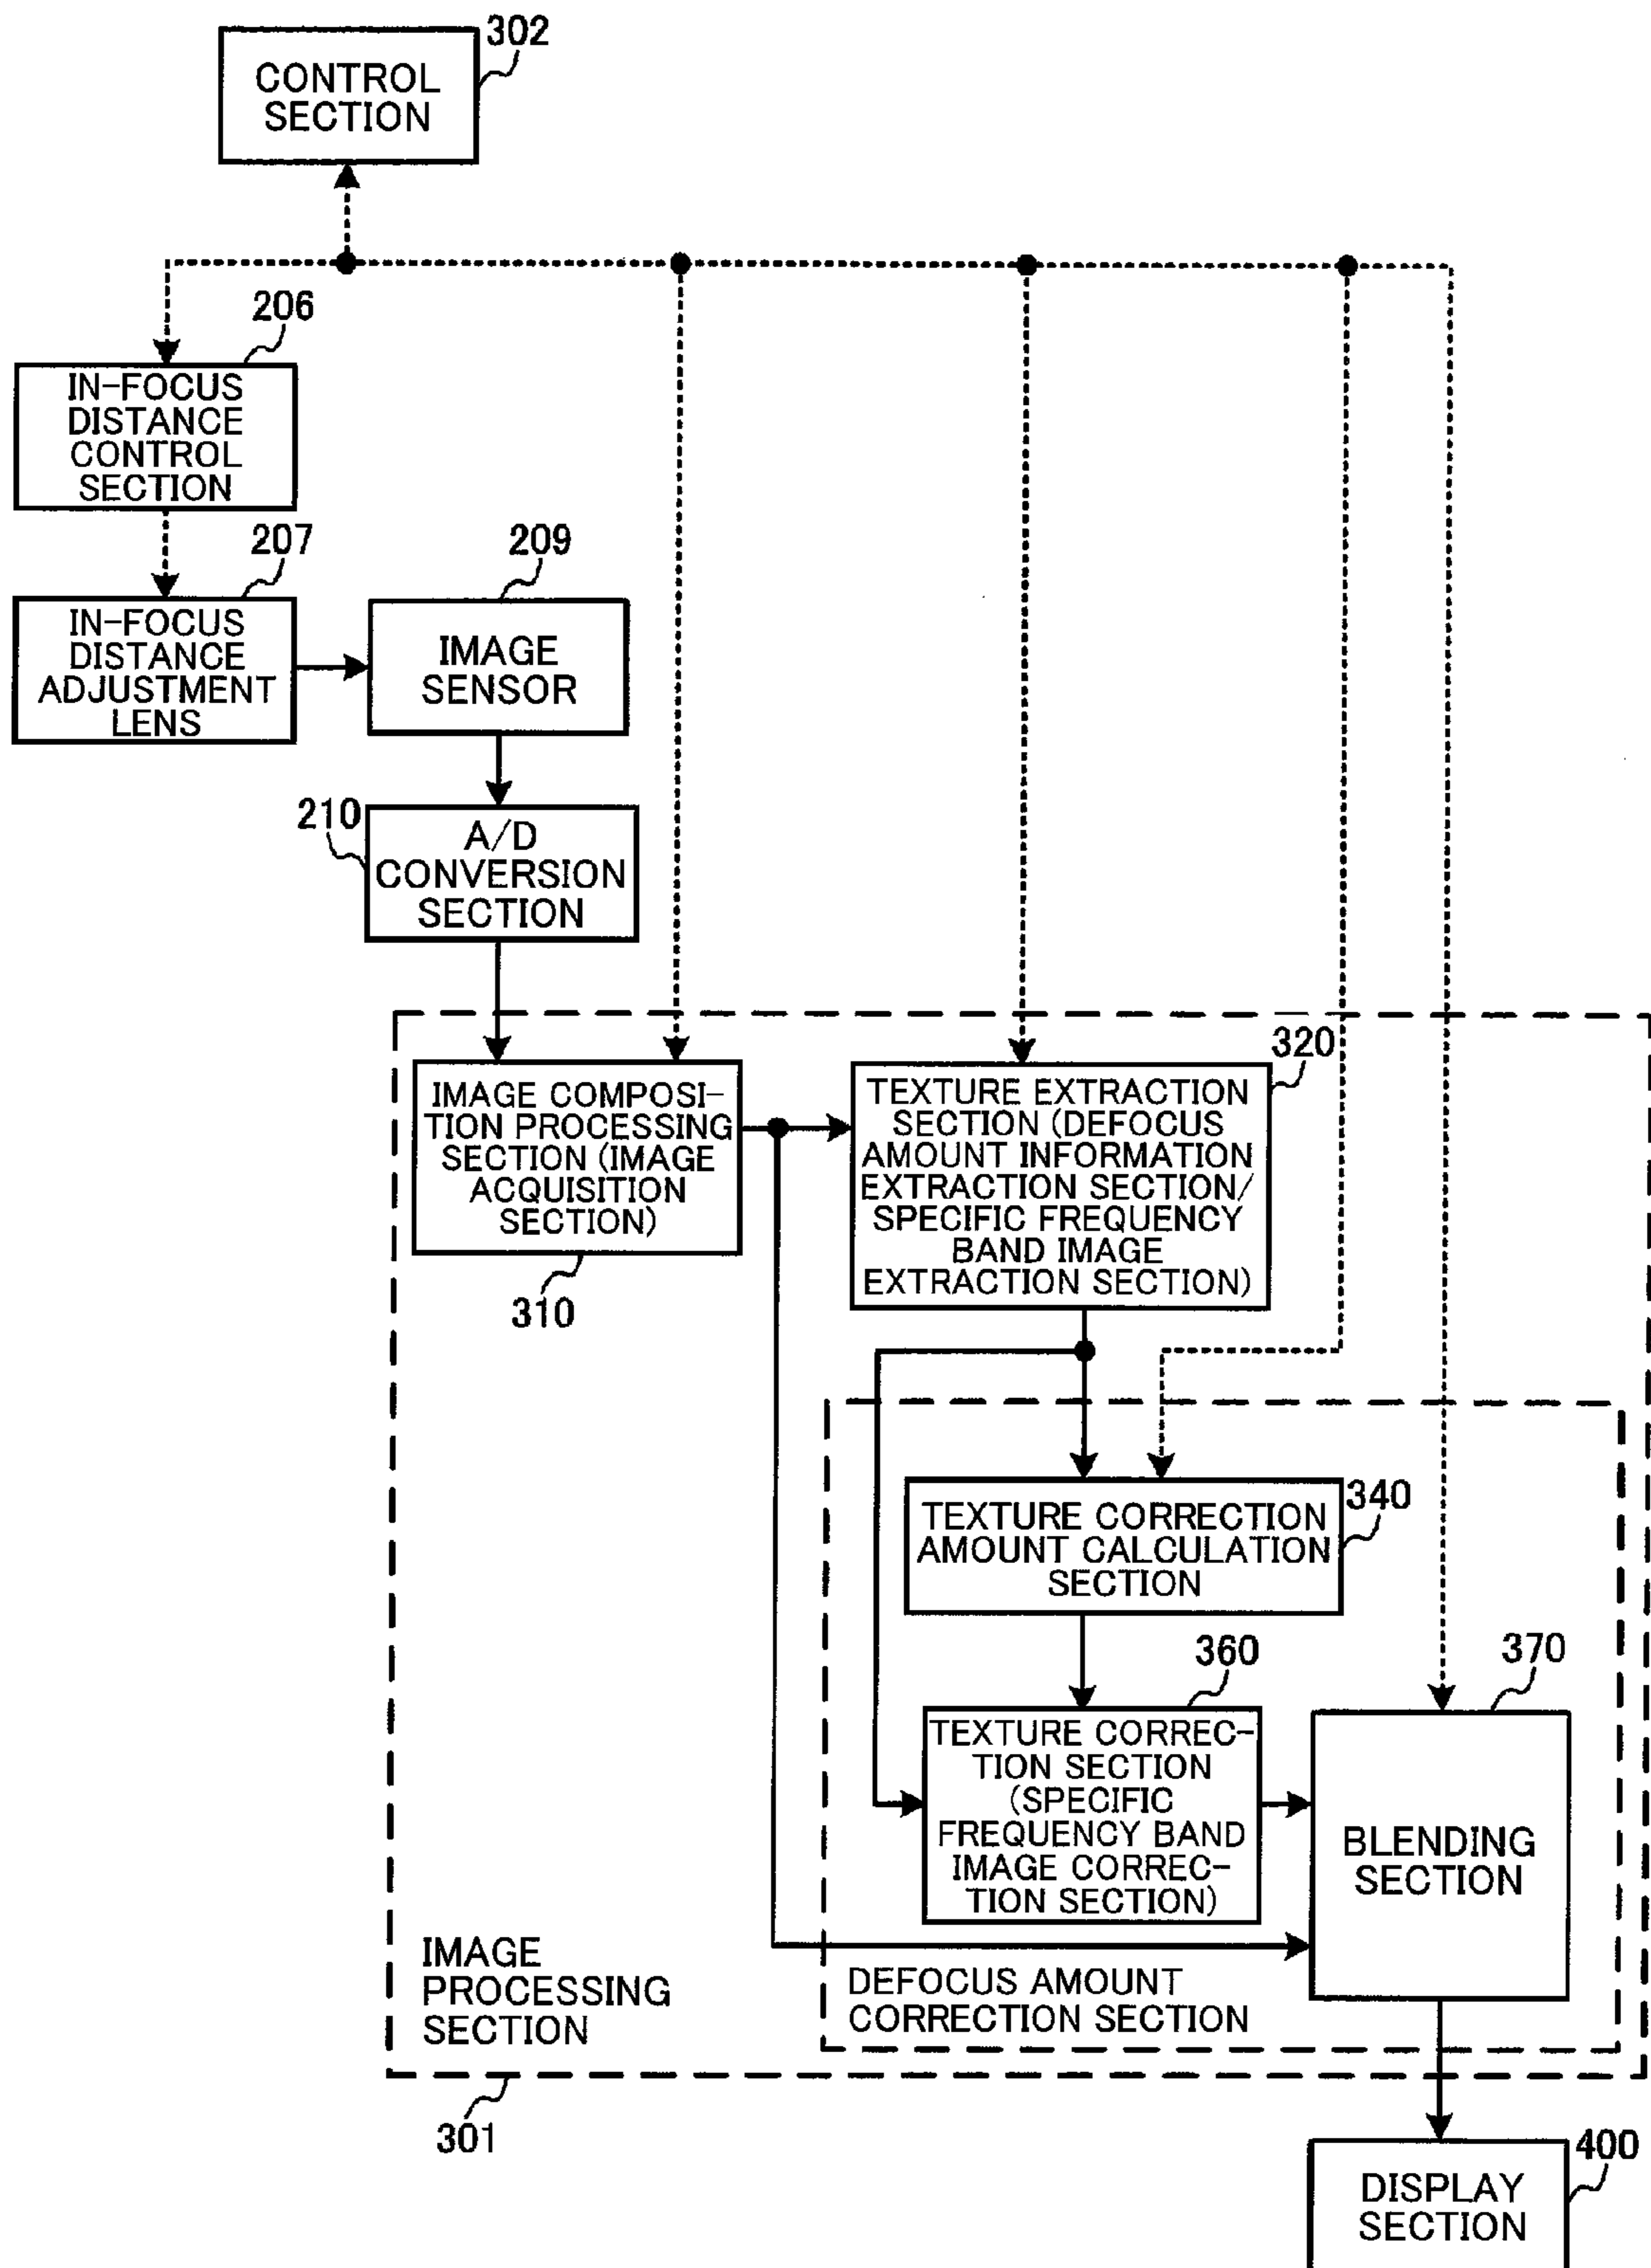 302
CONTROL
SECTION
206
IN-FOCUS
DISTANCE
CONTROL
SECTION
207
IN-FOCUS
DISTANCE
ADJUSTMENT
LENS
209
IMAGE
SENSOR
210
A/D
CONVERSION
SECTION
IMAGE COMPOSI-
TION PROCESSING
SECTION (IMAGE
ACQUISITION
SECTION)
310
320
TEXTURE EXTRACTION
SECTION (DEFOCUS
AMOUNT INFORMATION
EXTRACTION SECTION/
SPECIFIC FREQUENCY
BAND IMAGE
EXTRACTION SECTION)
340
TEXTURE CORRECTION
AMOUNT CALCULATION
SECTION
360
TEXTURE CORREC-
TION SECTION
(SPECIFIC
FREQUENCY BAND
IMAGE CORREC-
TION SECTION)
370
BLENDING
SECTION
IMAGE
PROCESSING
SECTION
DEFOCUS AMOUNT
CORRECTION SECTION
301
400
DISPLAY
SECTION